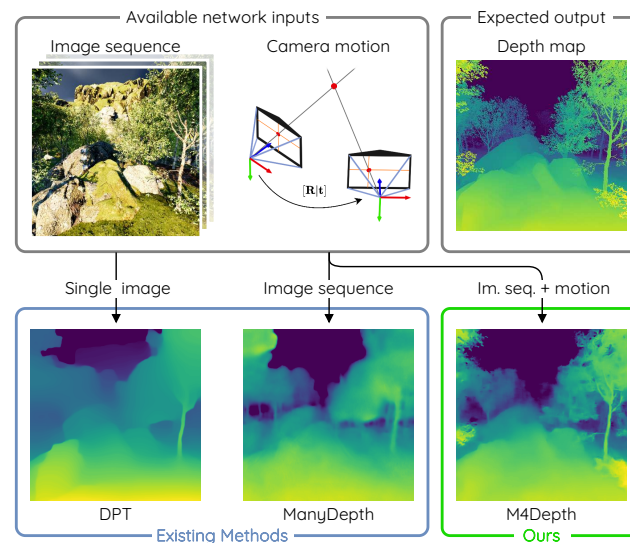 Available network inputs
Expected output
Image sequence
Camera motion
Depth map
[R|t]
Single image
Image sequence
Im. seq. + motion
DPT
ManyDepth
M4Depth
Existing Methods
Ours